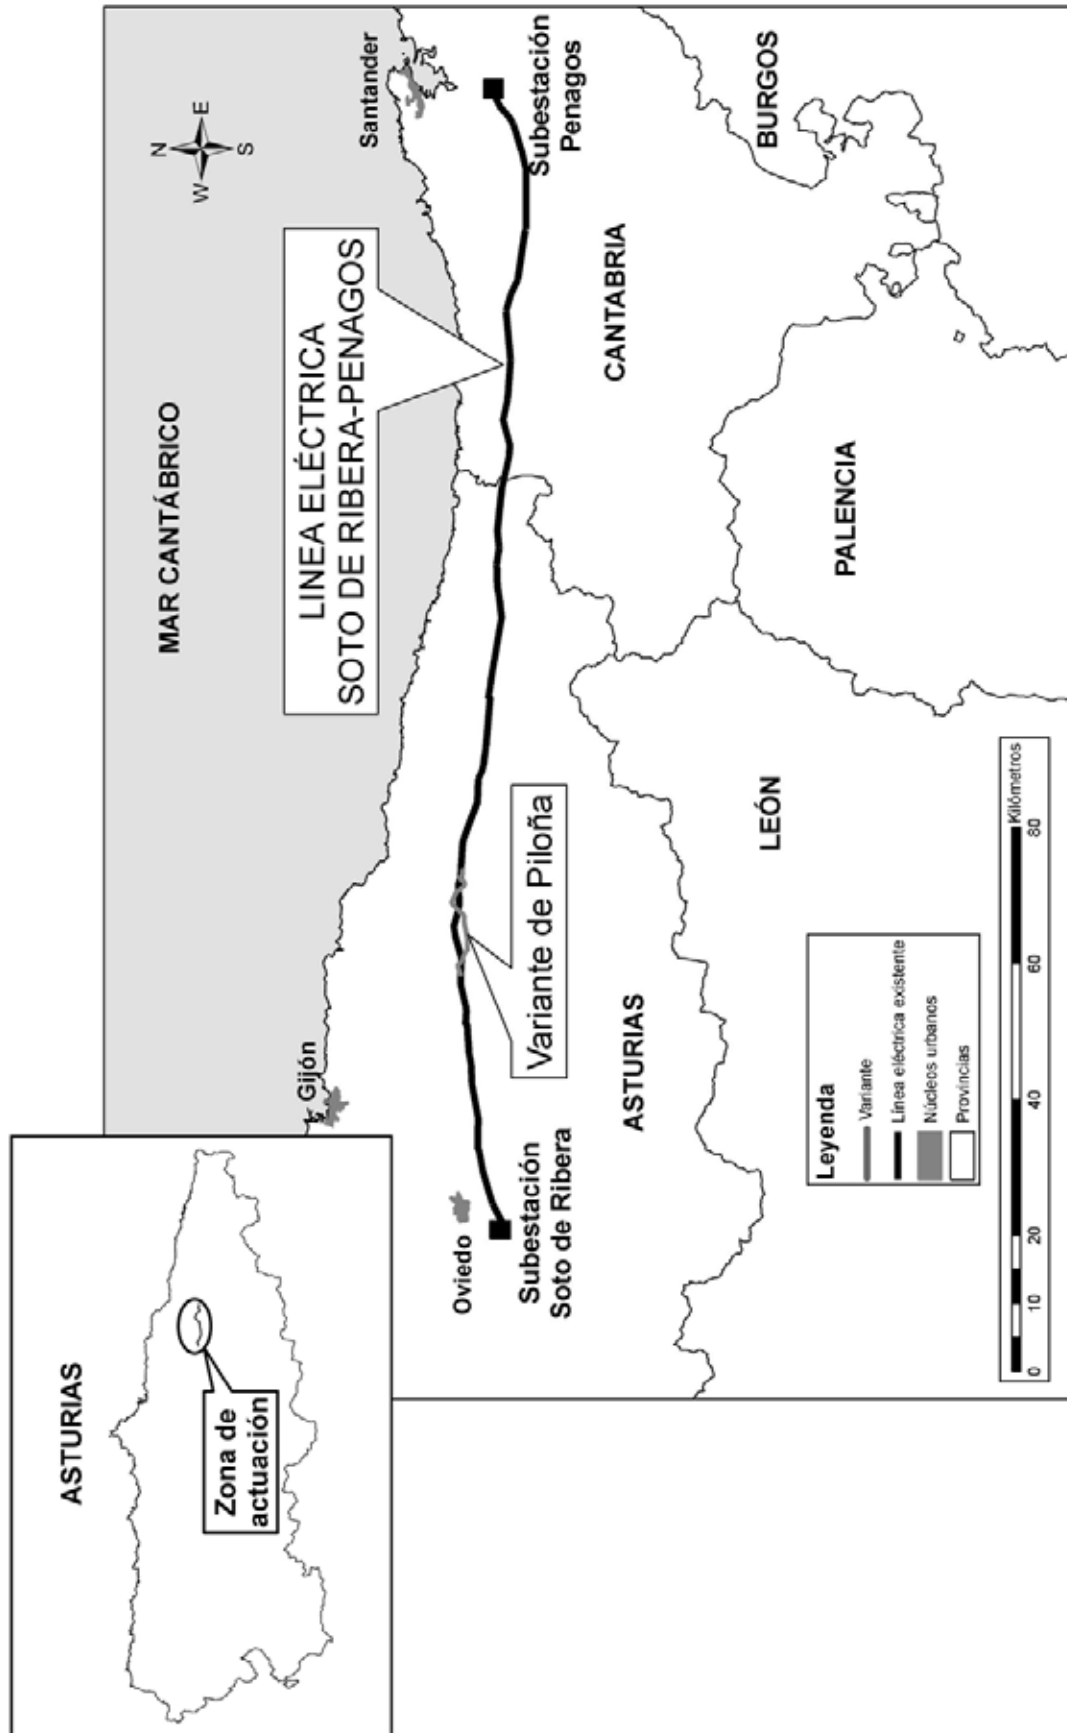 ASTURIAS
Zona de
actuación
MAR CANTÁBRICO
N
W
E
S
LINEA ELÉCTRICA
SOTO DE RIBERA-PENAGOS
Santander
Gijón
Oviedo
Subestación
Soto de Ribera
Variante de Piloña
Subestación
Penagos
ASTURIAS
CANTABRIA
LEÓN
PALENCIA
BURGOS
Leyenda
Variante
Línea eléctrica existente
Núcleos urbanos
Provincias
0 10 20 40 60 80
Kilómetros